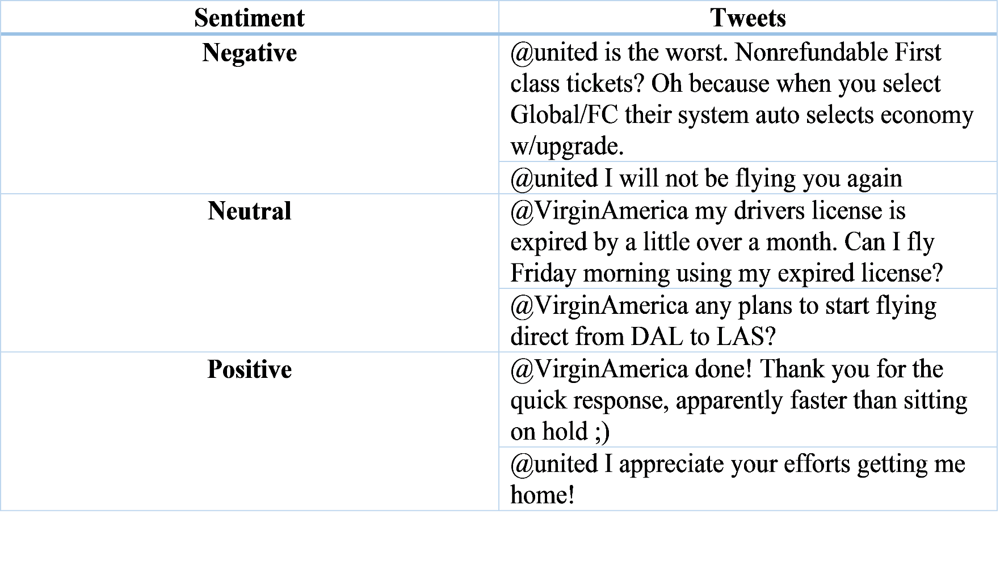 Sentiment Tweets
Negative
@united is the worst. Nonrefundable First
class tickets? Oh because when you select
Global/FC their system auto selects economy
w/upgrade.
@united I will not be flying you again
Neutral
@VirginAmerica my drivers license is
expired by a little over a month. Can I fly
Friday morning using my expired license?
@VirginAmerica any plans to start flying
direct from DAL to LAS?
Positive
@VirginAmerica done! Thank you for the
quick response, apparently faster than sitting
on hold ;)
@united I appreciate your efforts getting me
home!